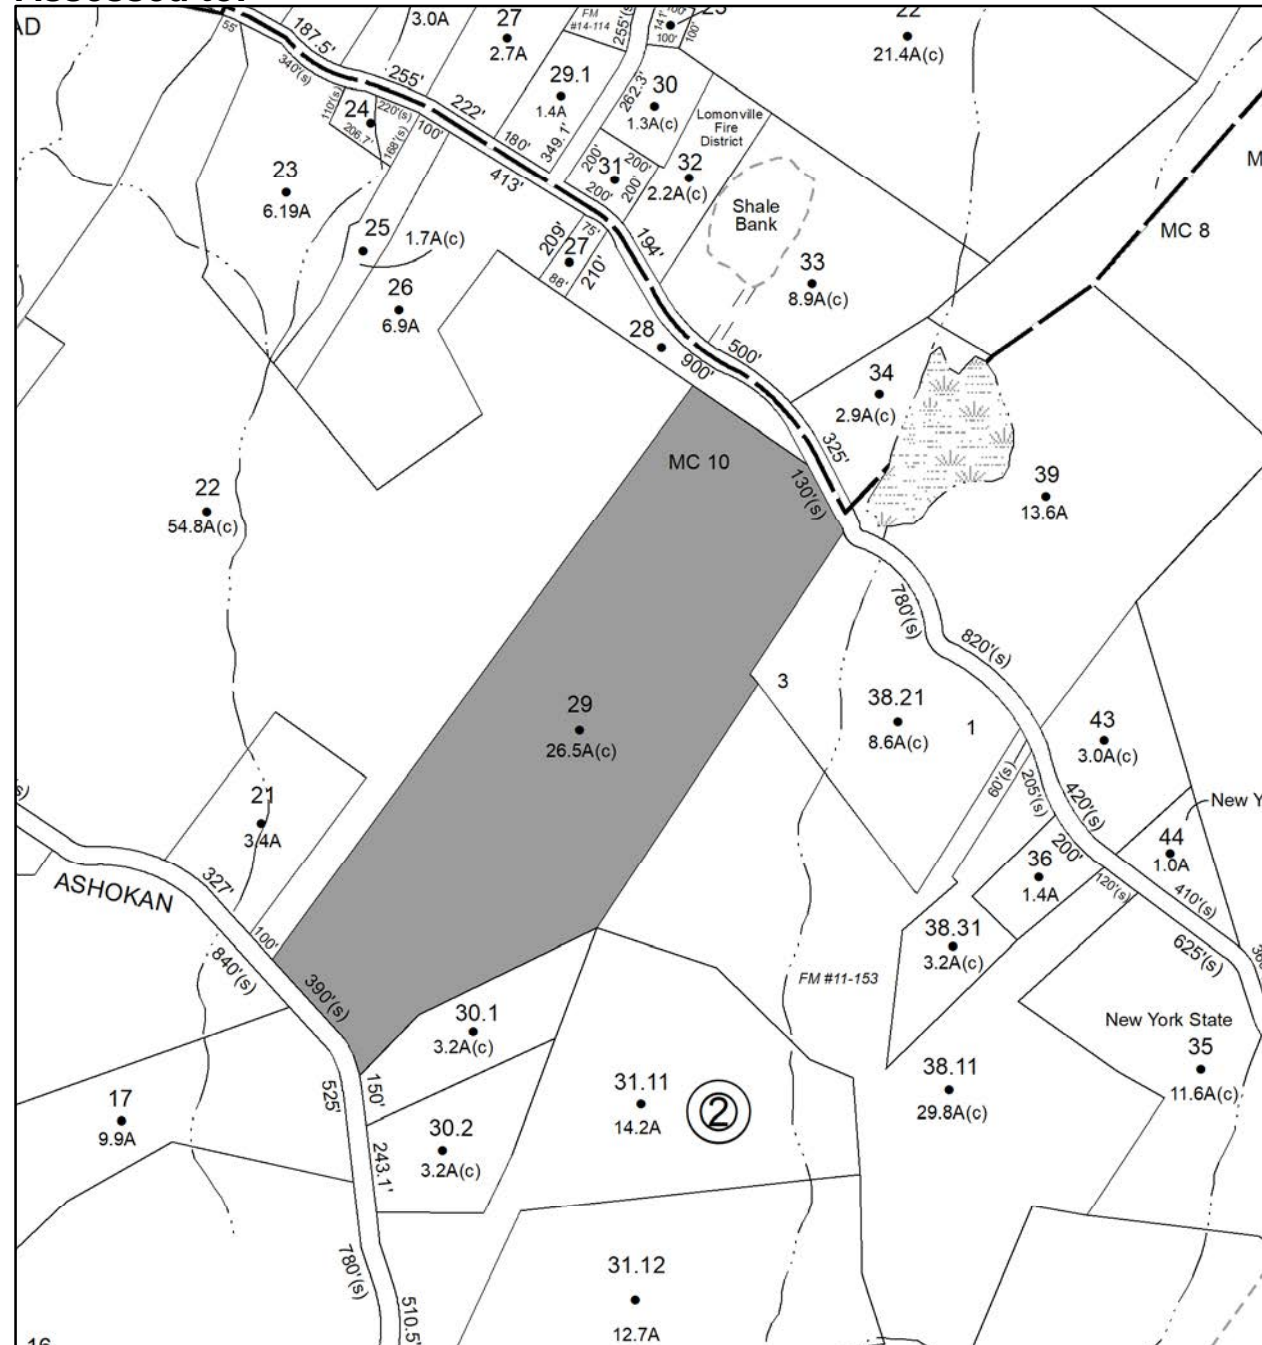 AD
55'
187.5'
340'(s)
3.0A
27
2.7A
FM
#14-114
255'(s)
141'
100'
100'
100'
22
21.4A(c)
255'
110'(s)
24
206.7'
220'(s)
168'(s)
100'
222'
180'
413'
29.1
1.4A
349.1'
262.3'
30
1.3A(c)
Lomonville
Fire
District
31
200'
200'
200'
200'
32
2.2A(c)
Shale
Bank
MC 8
M
23
6.19A
25
1.7A(c)
26
6.9A
209'
75'
27
88'
210'
194'
33
8.9A(c)
28
900'
500'
34
2.9A(c)
325'
MC 10
130'(s)
39
13.6A
22
54.8A(c)
780'(s)
820'(s)
3
38.21
8.6A(c)
1
43
3.0A(c)
29
26.5A(c)
60'(s)
205'(s)
420'(s)
New Y
21
3.4A
s)
ASHOKAN
327'
100'
840'(s)
390'(s)
200'
36
1.4A
120'(s)
44
1.0A
410'(s)
625'(s)
38.31
3.2A(c)
FM #11-153
30.1
3.2A(c)
New York State
35
11.6A(c)
17
9.9A
525'
150'
31.11
14.2A
2
38.11
29.8A(c)
30.2
3.2A(c)
243.1'
780'(s)
510.5'
31.12
12.7A
16